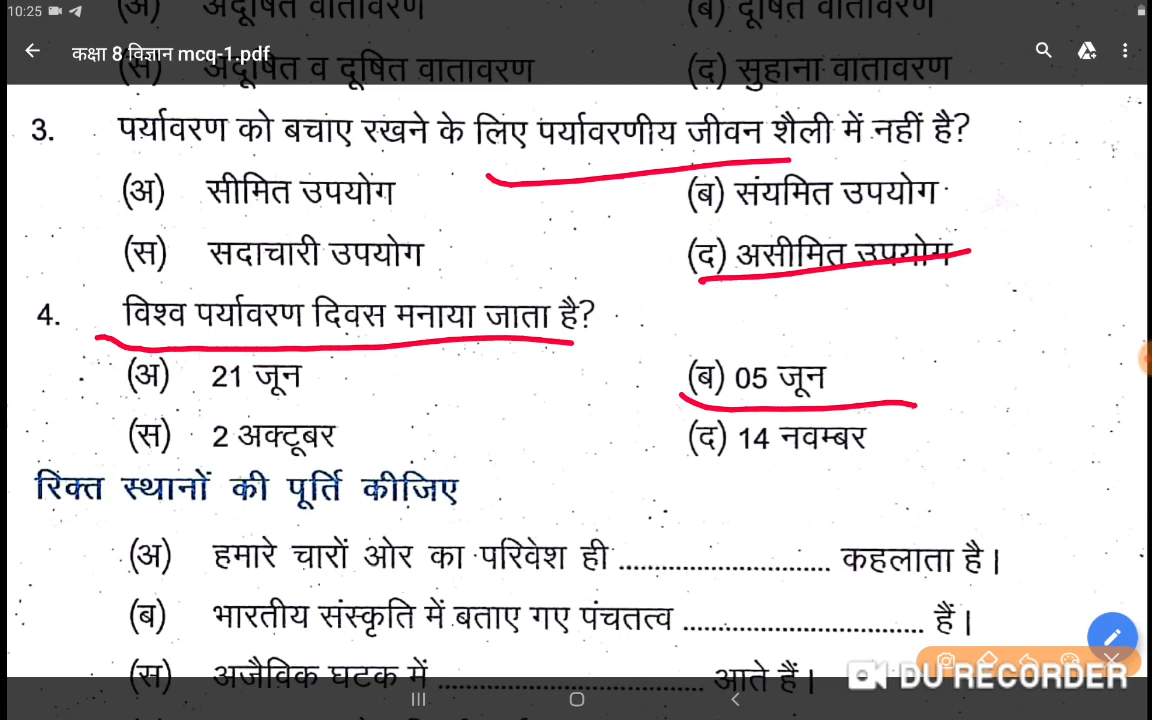 10:25
(अ) अदूषित वातावरण (ब) दूषित वातावरण
कक्षा 8 विज्ञान mcq-1.pdf
(स) अदूषित व दूषित वातावरण (द) सुहाना वातावरण
3. पर्यावरण को बचाए रखने के लिए पर्यावरणीय जीवन शैली में नहीं है?
(अ) सीमित उपयोग (ब) संयमित उपयोग
(स) सदाचारी उपयोग (द) असीमित उपयोग
4. विश्व पर्यावरण दिवस मनाया जाता है?
(अ) 21 जून (ब) 05 जून
(स) 2 अक्टूबर (द) 14 नवम्बर
रिक्त स्थानों की पूर्ति कीजिए
(अ) हमारे चारों ओर का परिवेश ही .............................. कहलाता है।
(ब) भारतीय संस्कृति में बताए गए पंचतत्व .................................. हैं।
(स) अजैविक घटक में .................................. आते हैं।
DU RECORDER